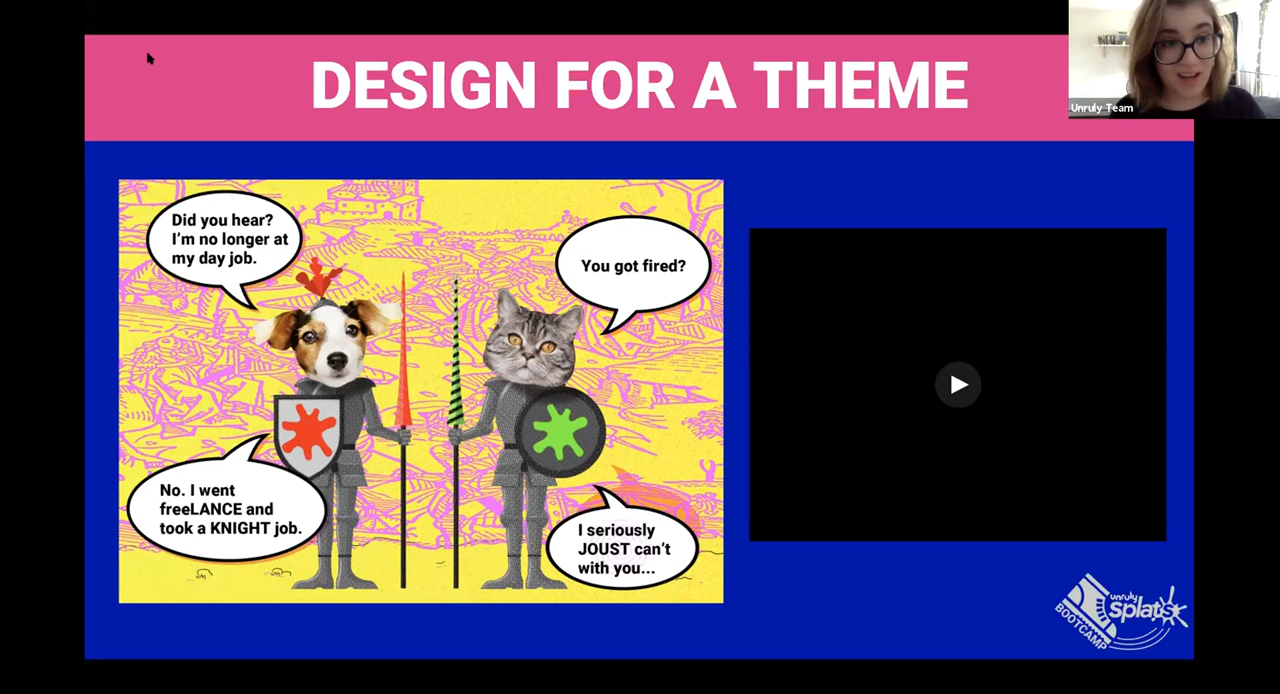 DESIGN FOR A THEME
Unruly Team
Did you hear?
I'm no longer at
my day job.
You got fired?
No. I went
freeLANCE and
took a KNIGHT job.
I seriously
JOUST can't
with you...
unruly
splats
BOOTCAMP